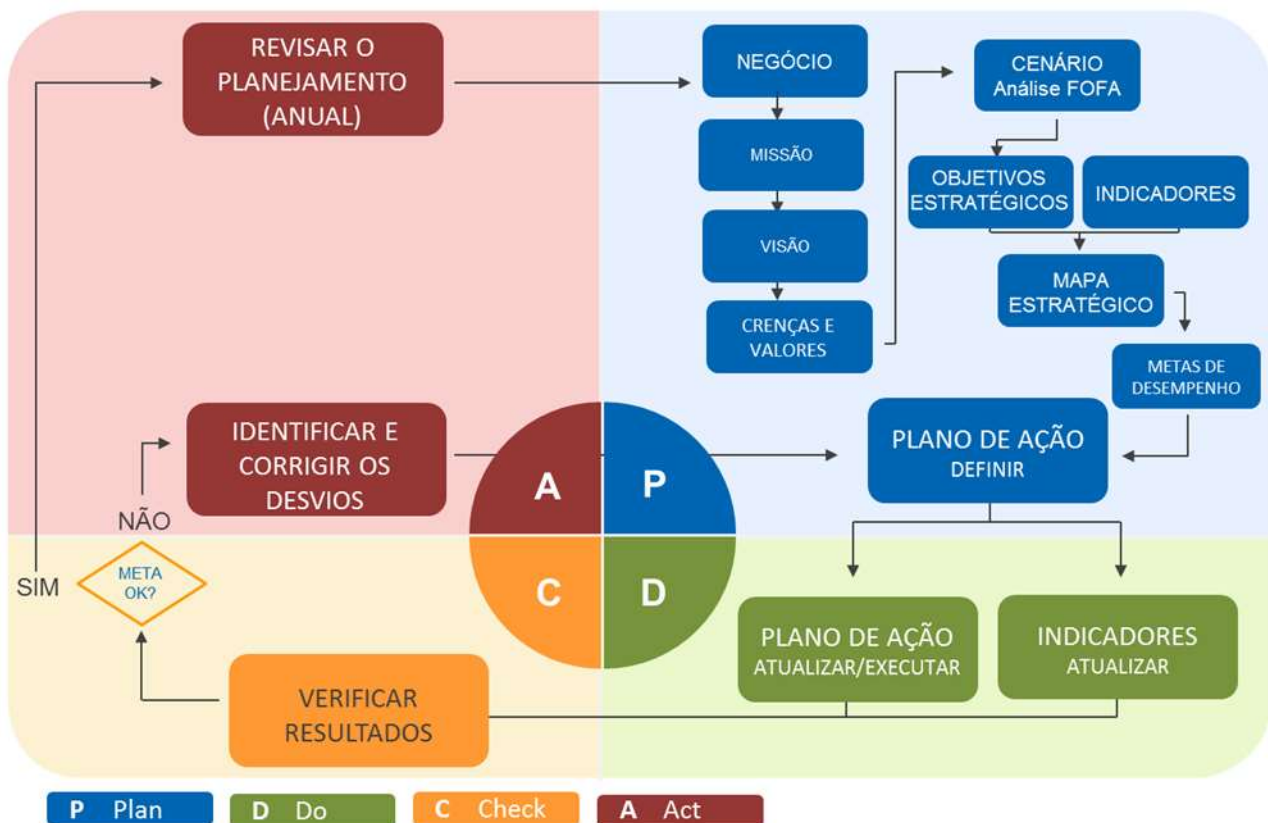 REVISAR O
PLANEJAMENTO
(ANUAL)
NEGÓCIO
MISSÃO
VISÃO
CRENÇAS E
VALORES
CENÁRIO
Análise FOFA
OBJETIVOS
ESTRATÉGICOS
INDICADORES
MAPA
ESTRATÉGICO
METAS DE
DESEMPENHO
IDENTIFICAR E
CORRIGIR OS
DESVIOS
PLANO DE AÇÃO
DEFINIR
A
P
C
D
NÃO
SIM
META
OK?
PLANO DE AÇÃO
ATUALIZAR/EXECUTAR
INDICADORES
ATUALIZAR
VERIFICAR
RESULTADOS
P Plan
D Do
C Check
A Act